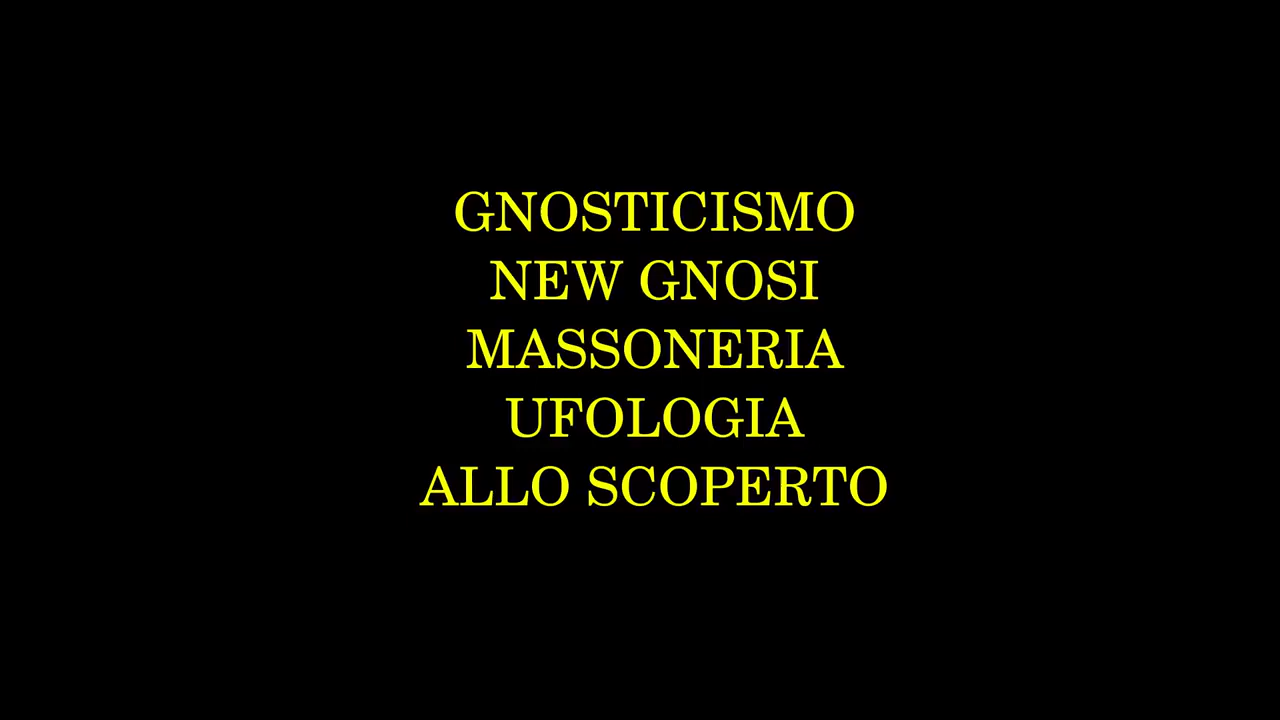 GNOSTICISMO
NEW GNOSI
MASSONERIA
UFOLOGIA
ALLO SCOPERTO